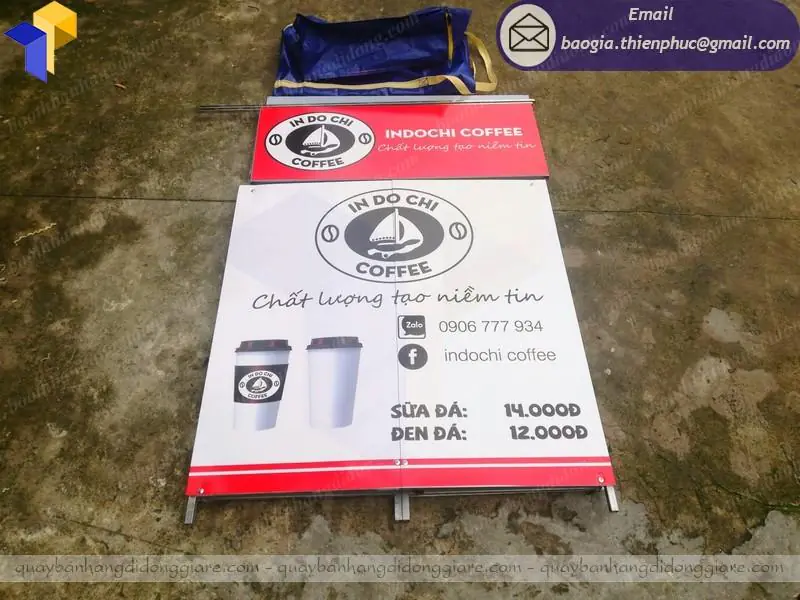 Email
baogia.thienphuc@gmail.com
IN DO CHI
COFFEE
INDOCHI COFFEE
Chất lượng tạo niềm tin
IN DO CHI
COFFEE
Chất lượng tạo niềm tin
Zalo
0906 777 934
f
indochi coffee
IN DO CHI
COFFEE
SỮA ĐÁ: 14.000Đ
ĐEN ĐÁ: 12.000Đ
quaybanhangdidonggiare.com - quaybanhangdidonggiare.com - quaybanhangdidonggiare.com